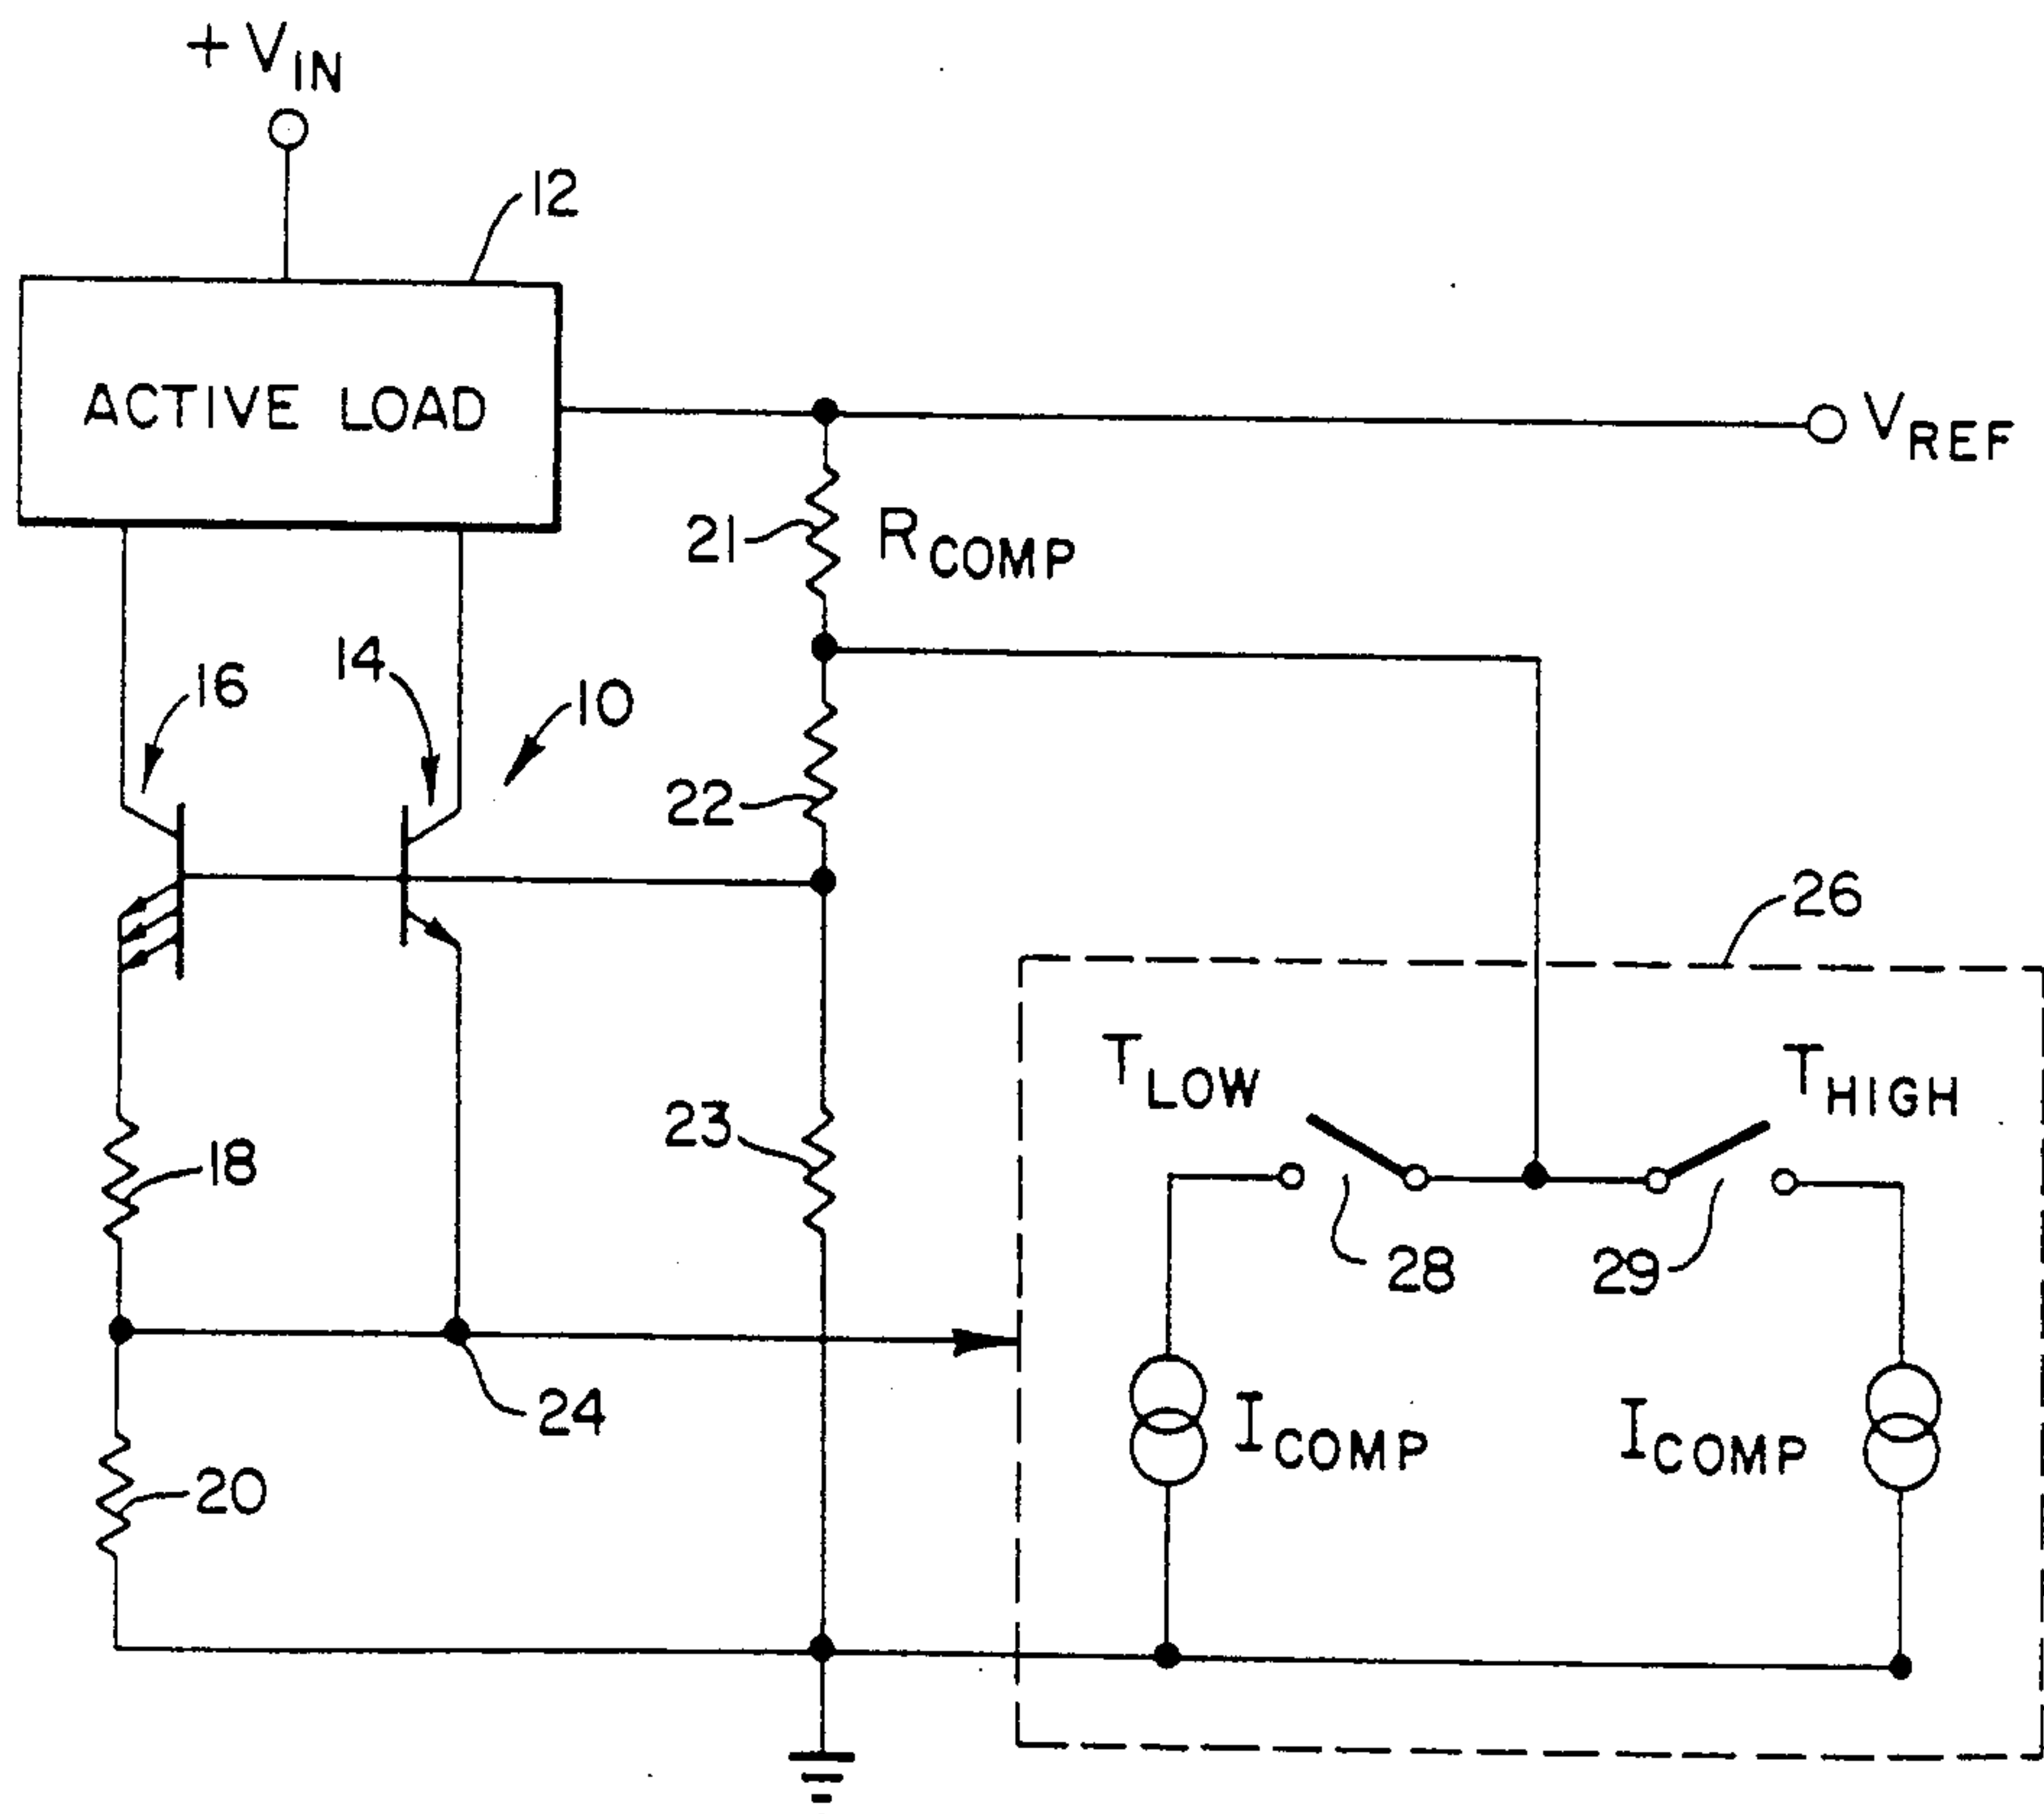 + VIN
12
ACTIVE LOAD
VREF
21
RCOMP
16
14
10
22
26
TLOW
THIGH
23
18
28
29
24
ICOMP
ICOMP
20